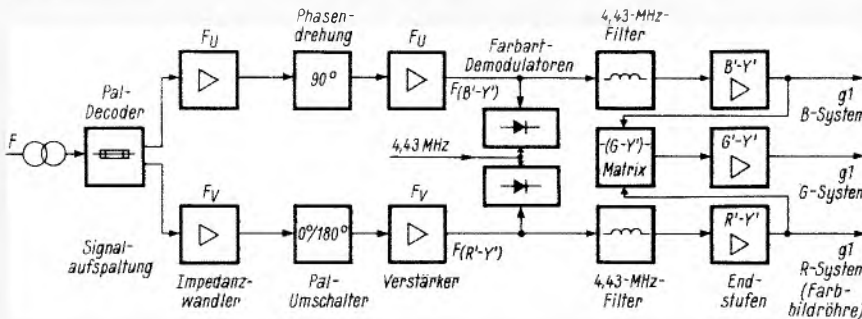 Phasen-
drehung
4,43-MHz-
Filter
F_U
F_U
Farbart-
Demodulatoren
Pal-
Decoder
90°
F(B'-Y')
B'-Y'
g1
B-System
F
4,43 MHz
-(G-Y')-
Matrix
G'-Y'
g1
G-System
F_V
F_V
R'-Y'
0°/180°
Signal-
aufspaltung
F(R'-Y')
g1
R-System
(Farb-
bildröhre)
Impedanz-
wandler
Pal-
Umschalter
Verstärker
4,43-MHz-
Filter
End-
stufen